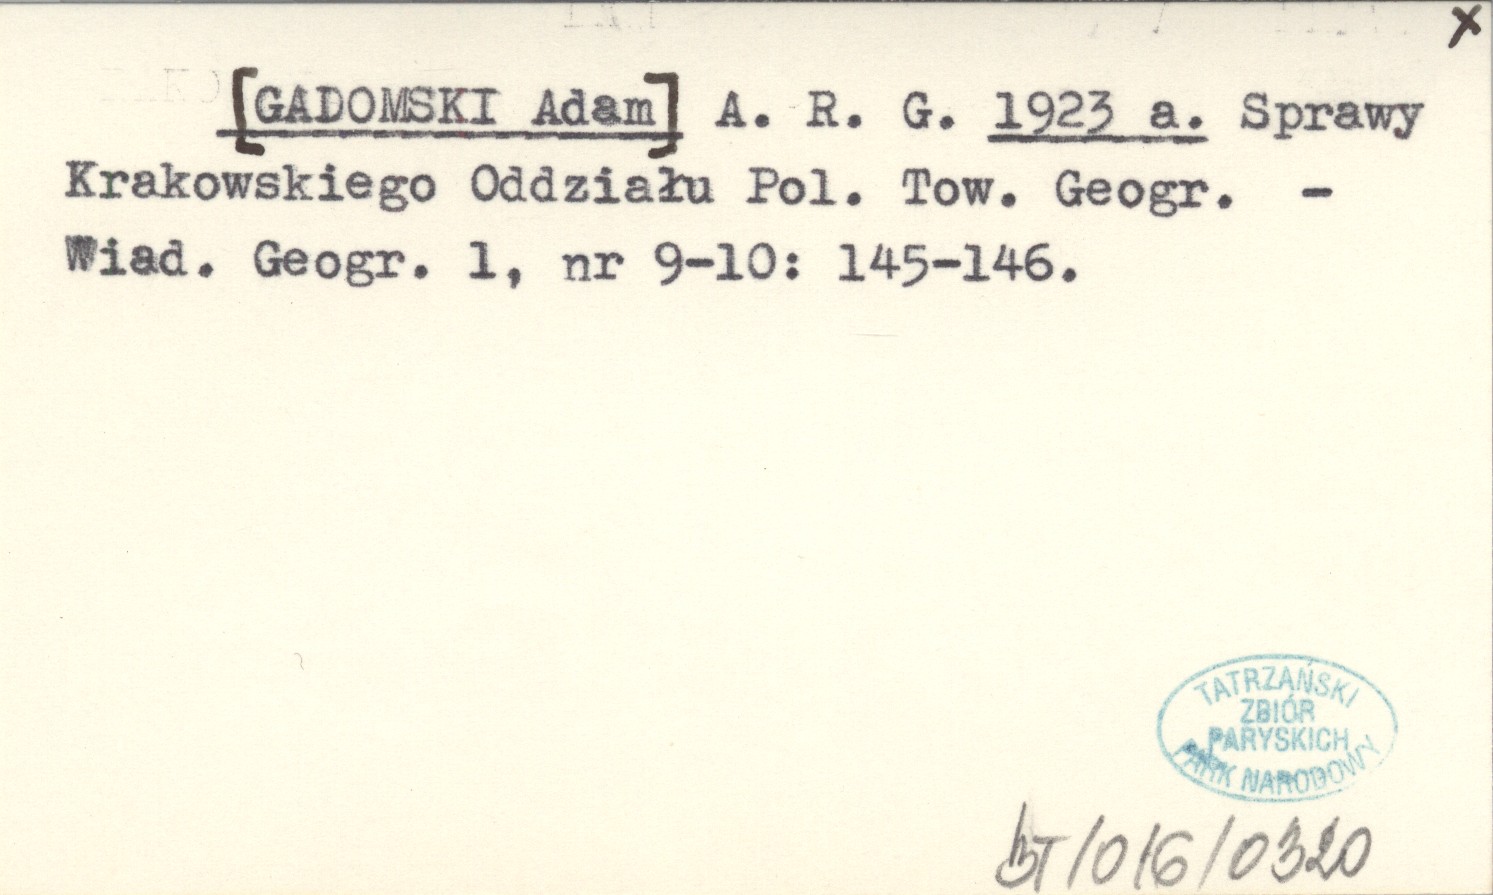 x
[GADOMSKI Adam] A. R. G. 1923 a. Sprawy
Krakowskiego Oddziału Pol. Tow. Geogr. -
Wiad. Geogr. 1, nr 9-10: 145-146.
TATRZAŃSKI
ZBIÓR
PARYSKICH
PARK NARODOWY
BT/016/0320